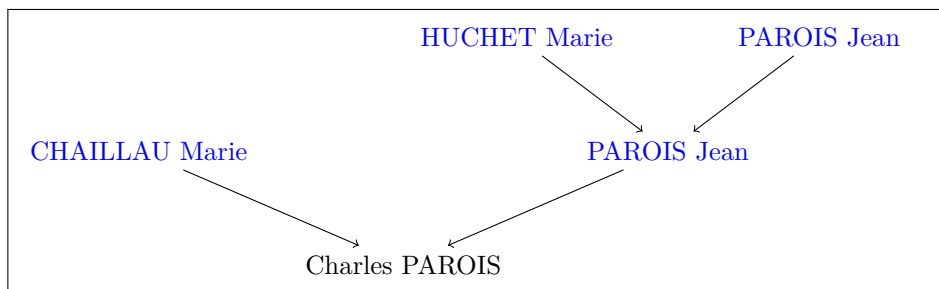 HUCHET Marie
PAROIS Jean
CHAILLAU Marie
PAROIS Jean
Charles PAROIS